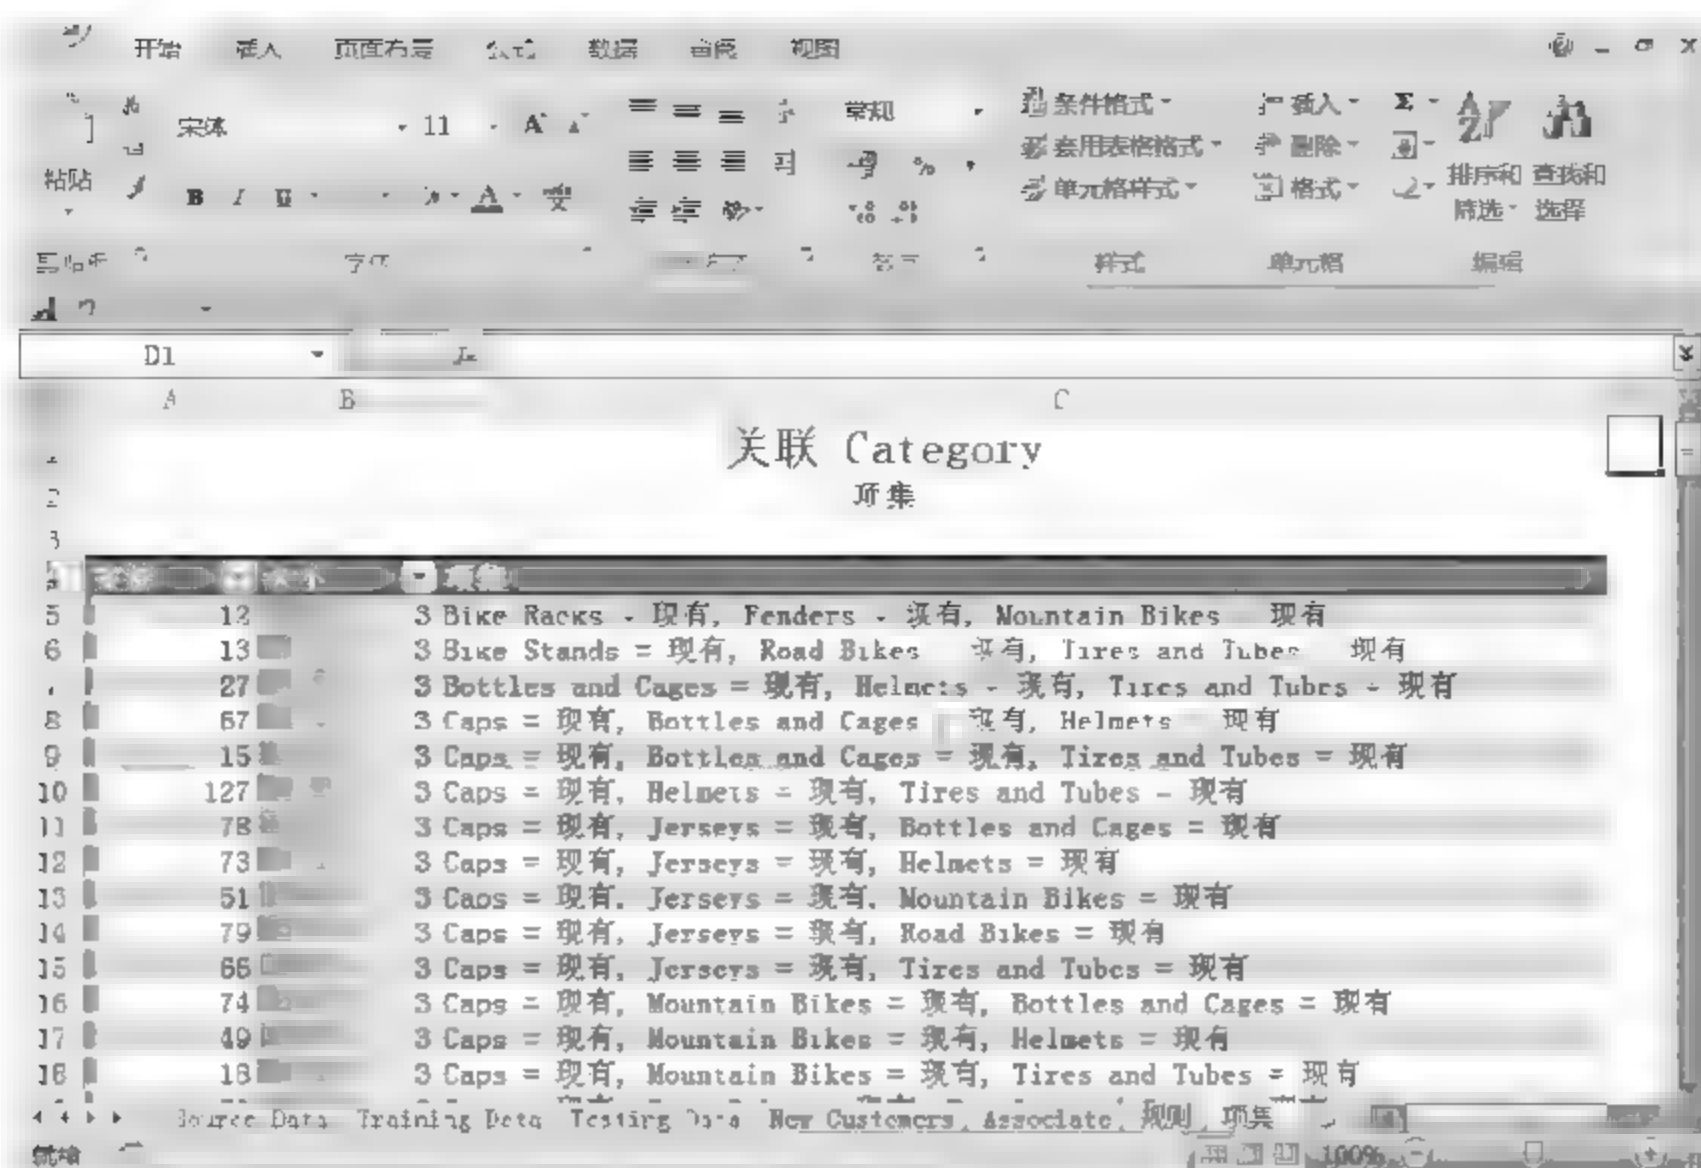 开始 插入 页面布局 公式 数据 审阅 视图
宋体 11 A A 常规 条件格式 插入 Σ
套用表格格式 删除
粘贴 B I U A 单元格样式 格式 排序和筛选 查找和选择
字体 样式 单元格 编辑
D1 fx
A B C
关联 Category
项集
1
2
3
5 12 3 Bike Racks - 现有, Fenders - 现有, Mountain Bikes 现有
6 13 3 Bike Stands = 现有, Road Bikes 现有, Tires and Tubes 现有
27 3 Bottles and Cages = 现有, Helmets - 现有, Tires and Tubes - 现有
8 67 3 Caps = 现有, Bottles and Cages 现有, Helmets 现有
9 15 3 Caps = 现有, Bottles and Cages = 现有, Tires and Tubes = 现有
10 127 3 Caps = 现有, Helmets = 现有, Tires and Tubes - 现有
11 78 3 Caps = 现有, Jerseys = 现有, Bottles and Cages = 现有
12 73 3 Caps = 现有, Jerseys = 现有, Helmets = 现有
13 51 3 Caps = 现有, Jerseys = 现有, Mountain Bikes = 现有
14 79 3 Caps = 现有, Jerseys = 现有, Road Bikes = 现有
15 66 3 Caps = 现有, Jerseys = 现有, Tires and Tubes = 现有
16 74 3 Caps = 现有, Mountain Bikes = 现有, Bottles and Cages = 现有
17 49 3 Caps = 现有, Mountain Bikes = 现有, Helmets = 现有
18 18 3 Caps = 现有, Mountain Bikes = 现有, Tires and Tubes = 现有
Source Data Training Data Testing Data New Customers Associate 规则 项集
就绪 100%